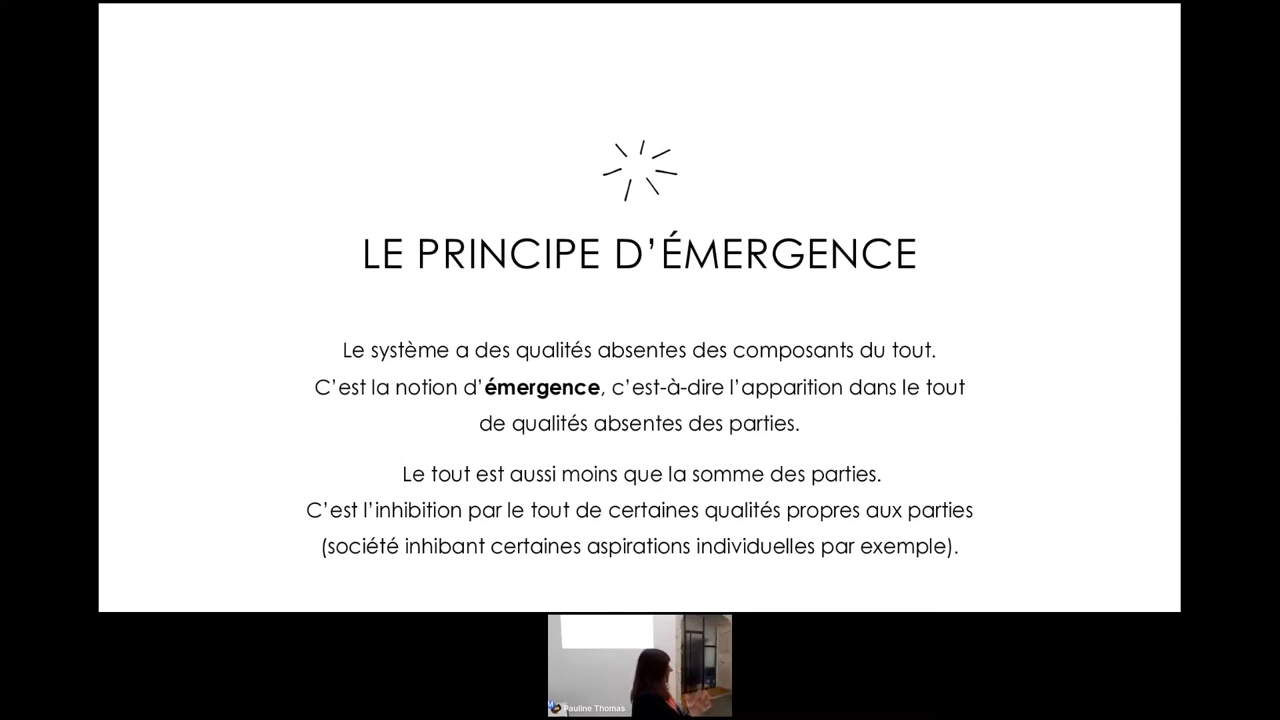 LE PRINCIPE D’ÉMERGENCE
Le système a des qualités absentes des composants du tout.
C’est la notion d’émergence, c’est-à-dire l’apparition dans le tout
de qualités absentes des parties.
Le tout est aussi moins que la somme des parties.
C’est l’inhibition par le tout de certaines qualités propres aux parties
(société inhibant certaines aspirations individuelles par exemple).
Pauline Thomas